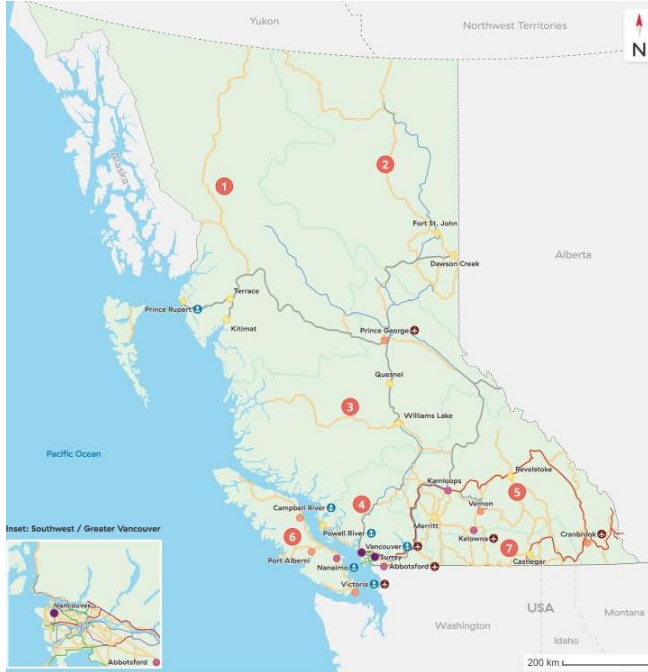 Yukon
Northwest Territories
N
Alaska
1
2
Fort St. John
Dawson Creek
Alberta
Terrace
Prince Rupert
Kitimat
Prince George
Quesnel
3
Williams Lake
Pacific Ocean
Kamloops
Revelstoke
5
4
Campbell River
Vernon
Powell River
Merritt
Cranbrook
6
Vancouver
Kelowna
7
Surrey
Port Alberni
Nanaimo
Abbotsford
Castlegar
Victoria
Inset: Southwest / Greater Vancouver
Vancouver
Abbotsford
USA
Montana
Washington
Idaho
200 km